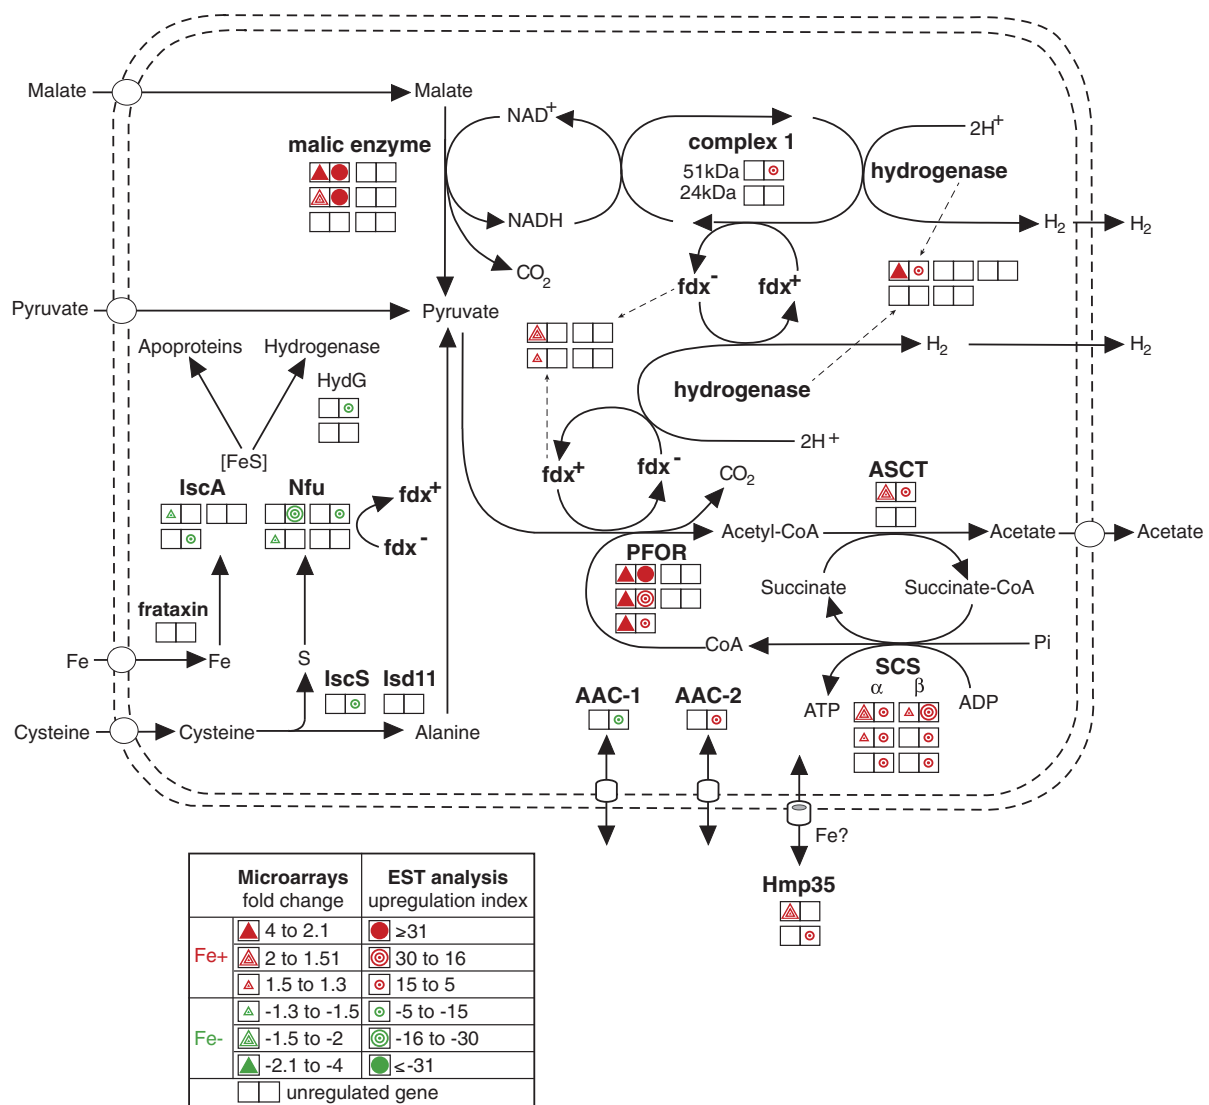 Malate
Malate
NAD+
2H+
malic enzyme
complex 1
51kDa
24kDa
hydrogenase
NADH
H2
H2
CO2
fdx-
fdx+
Pyruvate
Pyruvate
Apoproteins
Hydrogenase
H2
H2
HydG
hydrogenase
2H+
[FeS]
fdx+
fdx-
CO2
ASCT
IscA
Nfu
fdx+
fdx-
Acetyl-CoA
Acetate
Acetate
PFOR
Succinate
Succinate-CoA
frataxin
Fe
Fe
S
CoA
Pi
IscS
Isd11
AAC-1
AAC-2
SCS
α
β
ATP
ADP
Cysteine
Cysteine
Alanine
Fe?
Hmp35
Microarrays
fold change
EST analysis
upregulation index
Fe+
4 to 2.1
≥31
2 to 1.51
30 to 16
1.5 to 1.3
15 to 5
Fe-
-1.3 to -1.5
-5 to -15
-1.5 to -2
-16 to -30
-2.1 to -4
≤-31
unregulated gene